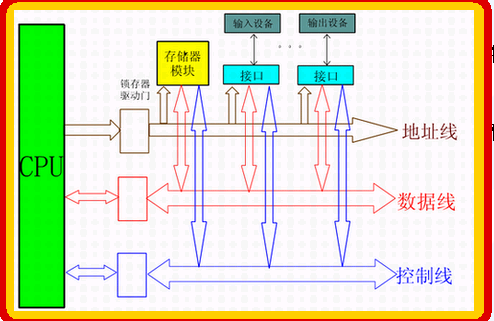 输入设备
输出设备
存储器
模块
接口
接口
锁存器
驱动门
CPU
地址线
数据线
控制线